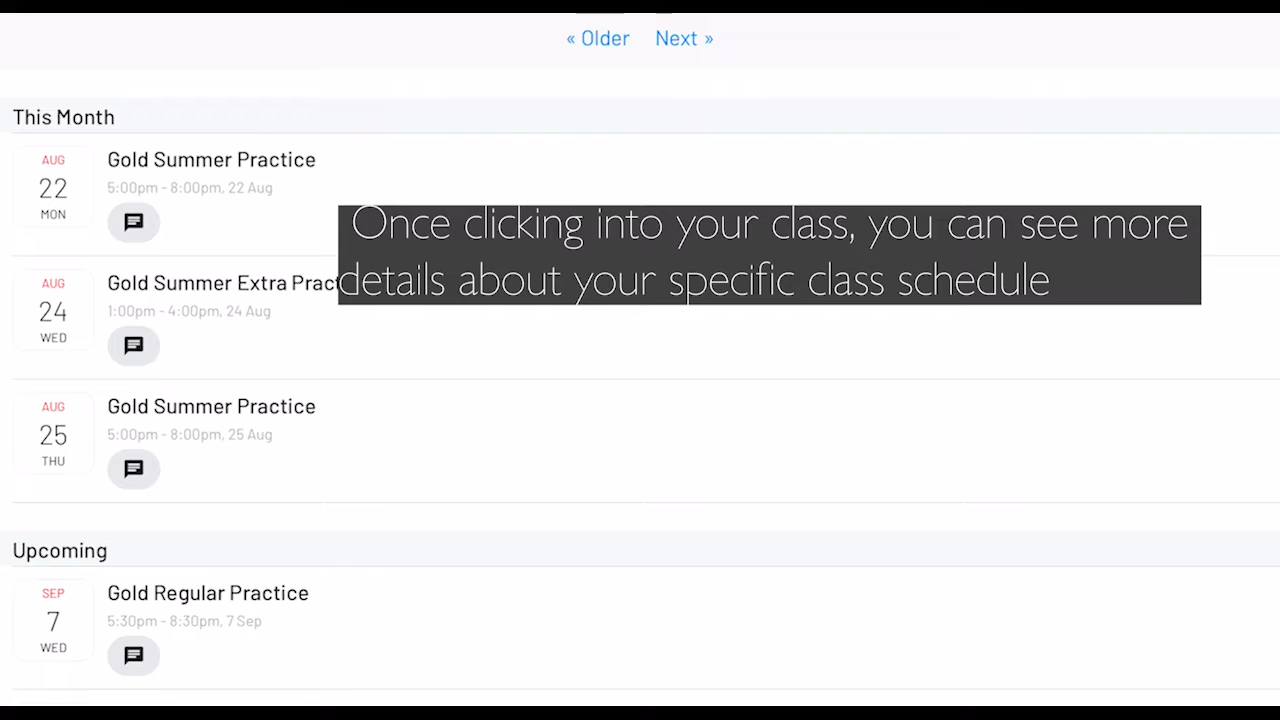 « Older Next »
This Month
AUG
22
MON
Gold Summer Practice
5:00pm - 8:00pm, 22 Aug
Once clicking into your class, you can see more
details about your specific class schedule
AUG
24
WED
Gold Summer Extra Pract
1:00pm - 4:00pm, 24 Aug
AUG
25
THU
Gold Summer Practice
5:00pm - 8:00pm, 25 Aug
Upcoming
SEP
7
WED
Gold Regular Practice
5:30pm - 8:30pm, 7 Sep